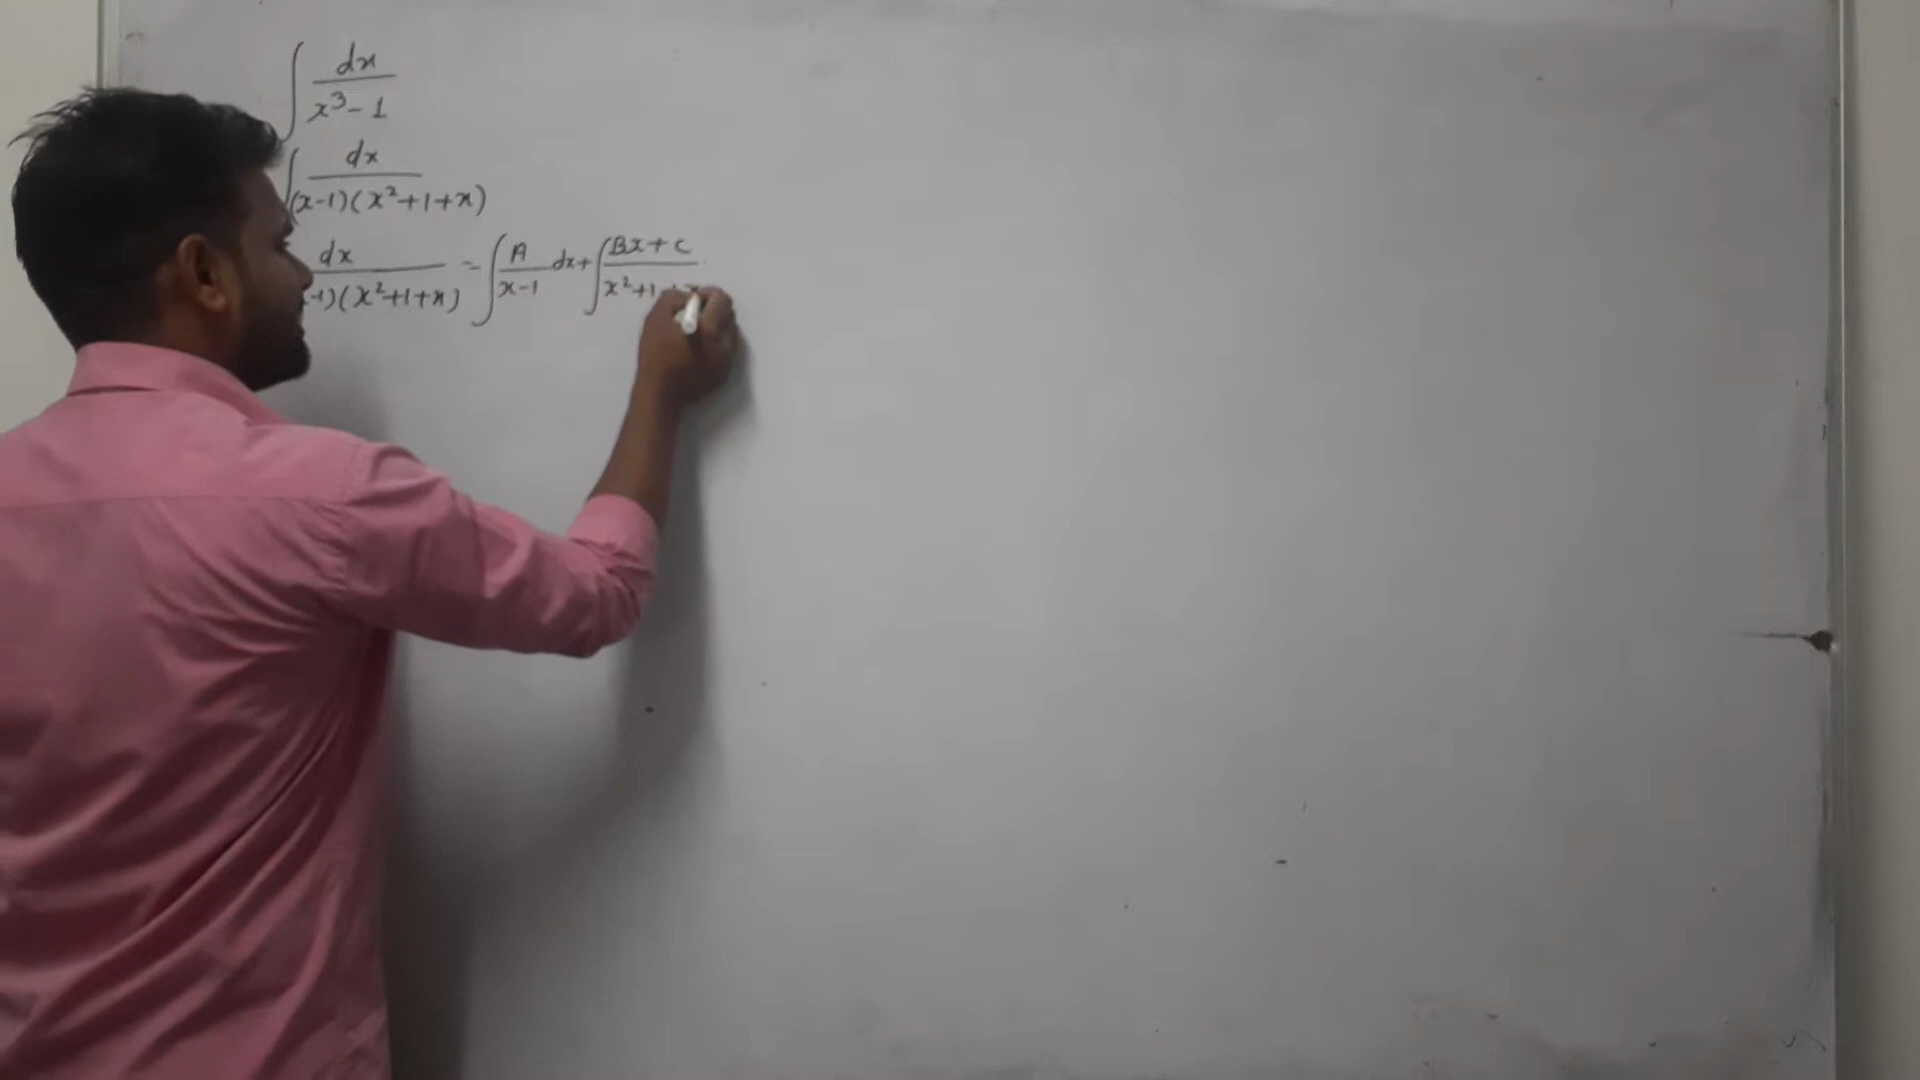 ∫ dx / x³ - 1
∫ dx / (x-1)(x²+1+x)
dx / -1)(x²+1+x) = ∫ A / x-1 dx + ∫ Bx + C / x²+1+x